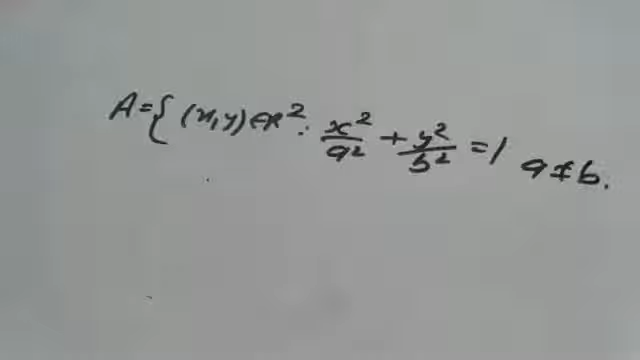 A={(x,y)∈R²: x²/a² + y²/b² =1 a≠b.